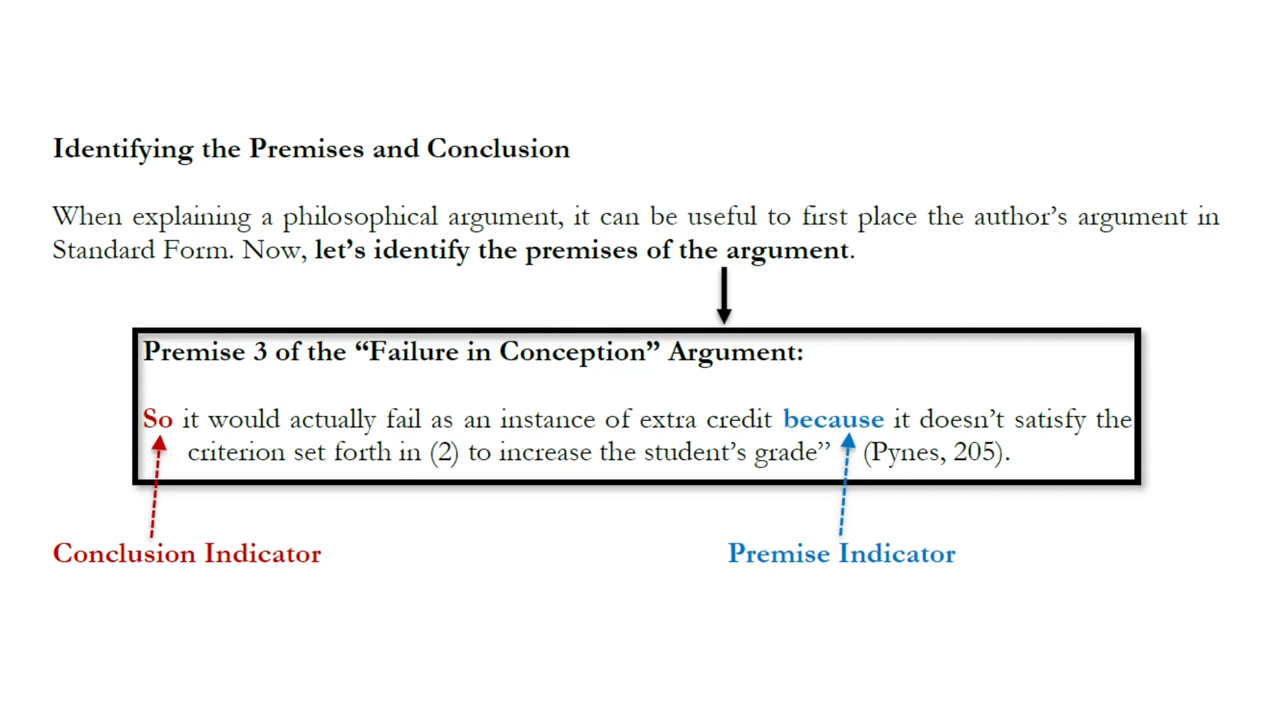 Identifying the Premises and Conclusion
When explaining a philosophical argument, it can be useful to first place the author’s argument in
Standard Form. Now, let’s identify the premises of the argument.
Premise 3 of the “Failure in Conception” Argument:
So it would actually fail as an instance of extra credit because it doesn’t satisfy the
criterion set forth in (2) to increase the student’s grade” (Pynes, 205).
Conclusion Indicator
Premise Indicator